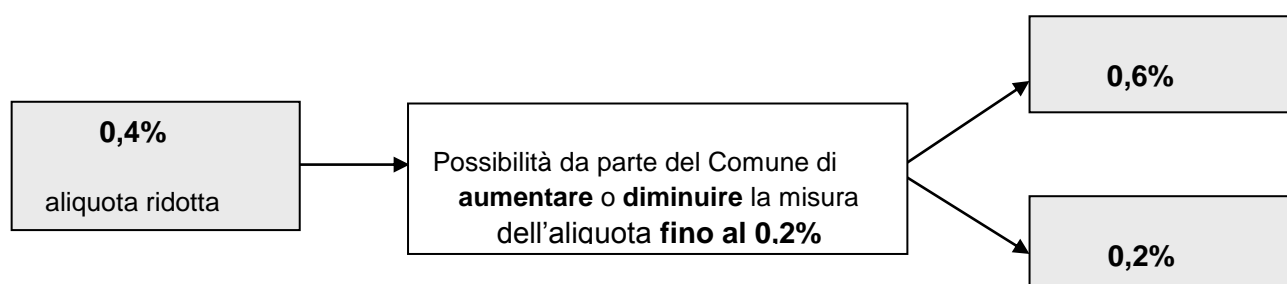 0,4%
aliquota ridotta
Possibilità da parte del Comune di
aumentare o diminuire la misura
dell'aliquota fino al 0,2%
0,6%
0,2%